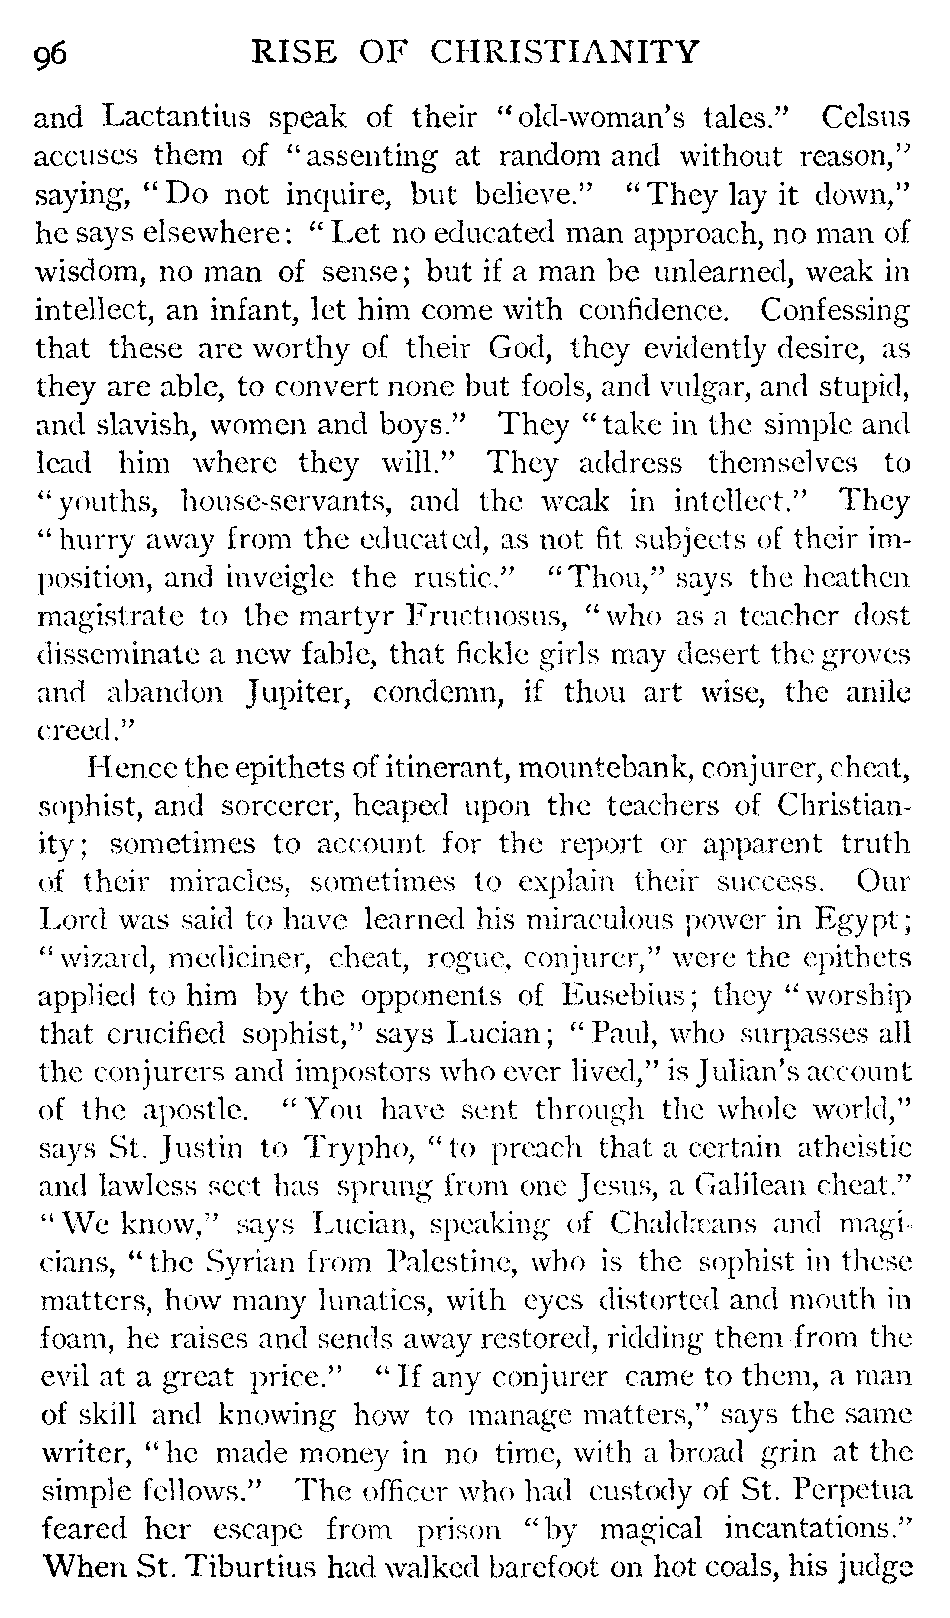 96 RISE OF CHRISTIANITY
and Lactantius speak of their “old-woman's tales.” Celsus
accuses them of “assenting at random and without reason,”
saying, “Do not inquire, but believe.” “They lay it down,”
he says elsewhere: “Let no educated man approach, no man of
wisdom, no man of sense; but if a man be unlearned, weak in
intellect, an infant, let him come with confidence. Confessing
that these are worthy of their God, they evidently desire, as
they are able, to convert none but fools, and vulgar, and stupid,
and slavish, women and boys.” They “take in the simple and
lead him where they will.” They address themselves to
“youths, house-servants, and the weak in intellect.” They
“hurry away from the educated, as not fit subjects of their im-
position, and inveigle the rustic.” “Thou,” says the heathen
magistrate to the martyr Fructuosus, “who as a teacher dost
disseminate a new fable, that fickle girls may desert the groves
and abandon Jupiter, condemn, if thou art wise, the anile
creed.”
Hence the epithets of itinerant, mountebank, conjurer, cheat,
sophist, and sorcerer, heaped upon the teachers of Christian-
ity; sometimes to account for the report or apparent truth
of their miracles, sometimes to explain their success. Our
Lord was said to have learned his miraculous power in Egypt;
“wizard, mediciner, cheat, rogue, conjurer,” were the epithets
applied to him by the opponents of Eusebius; they “worship
that crucified sophist,” says Lucian; “Paul, who surpasses all
the conjurers and impostors who ever lived,” is Julian's account
of the apostle. “You have sent through the whole world,”
says St. Justin to Trypho, “to preach that a certain atheistic
and lawless sect has sprung from one Jesus, a Galilean cheat.”
“We know,” says Lucian, speaking of Chaldæans and magi-
cians, “the Syrian from Palestine, who is the sophist in these
matters, how many lunatics, with eyes distorted and mouth in
foam, he raises and sends away restored, ridding them from the
evil at a great price.” “If any conjurer came to them, a man
of skill and knowing how to manage matters,” says the same
writer, “he made money in no time, with a broad grin at the
simple fellows.” The officer who had custody of St. Perpetua
feared her escape from prison “by magical incantations.”
When St. Tiburtius had walked barefoot on hot coals, his judge